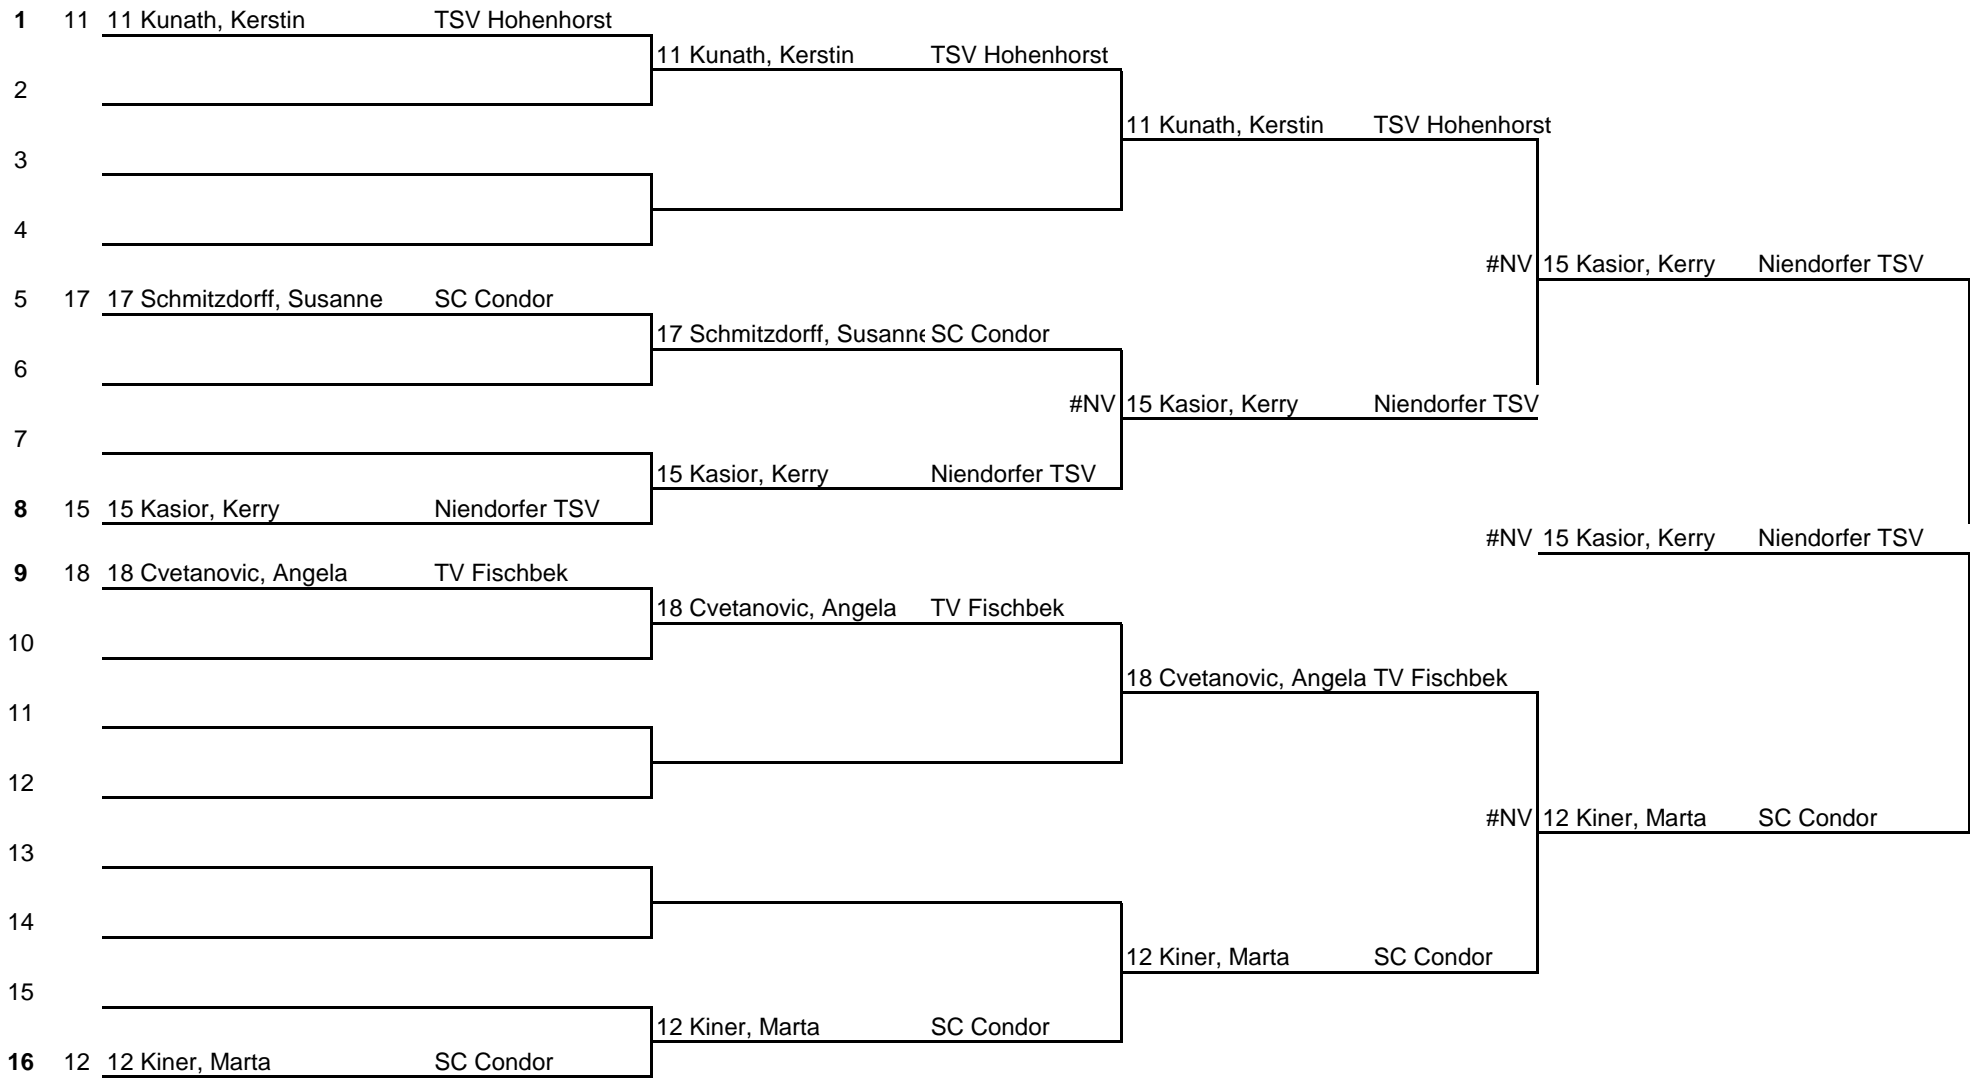 1 11 11 Kunath, Kerstin TSV Hohenhorst
11 Kunath, Kerstin TSV Hohenhorst
2
11 Kunath, Kerstin TSV Hohenhorst
3
4
#NV 15 Kasior, Kerry Niendorfer TSV
5 17 17 Schmitzdorff, Susanne SC Condor
17 Schmitzdorff, Susanne SC Condor
6
#NV 15 Kasior, Kerry Niendorfer TSV
7
15 Kasior, Kerry Niendorfer TSV
8 15 15 Kasior, Kerry Niendorfer TSV
#NV 15 Kasior, Kerry Niendorfer TSV
9 18 18 Cvetanovic, Angela TV Fischbek
18 Cvetanovic, Angela TV Fischbek
10
18 Cvetanovic, Angela TV Fischbek
11
12
#NV 12 Kiner, Marta SC Condor
13
14
12 Kiner, Marta SC Condor
15
12 Kiner, Marta SC Condor
16 12 12 Kiner, Marta SC Condor